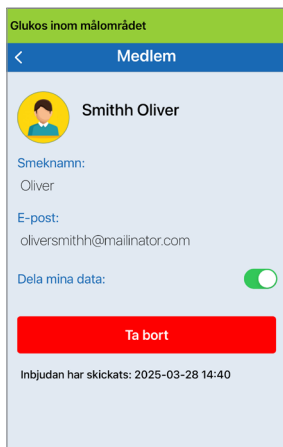 Glukos inom målområdet
Medlem
Smithh Oliver
Smeknamn:
Oliver
E-post:
oliversmithh@mailinator.com
Dela mina data:
Ta bort
Inbjudan har skickats: 2025-03-28 14:40